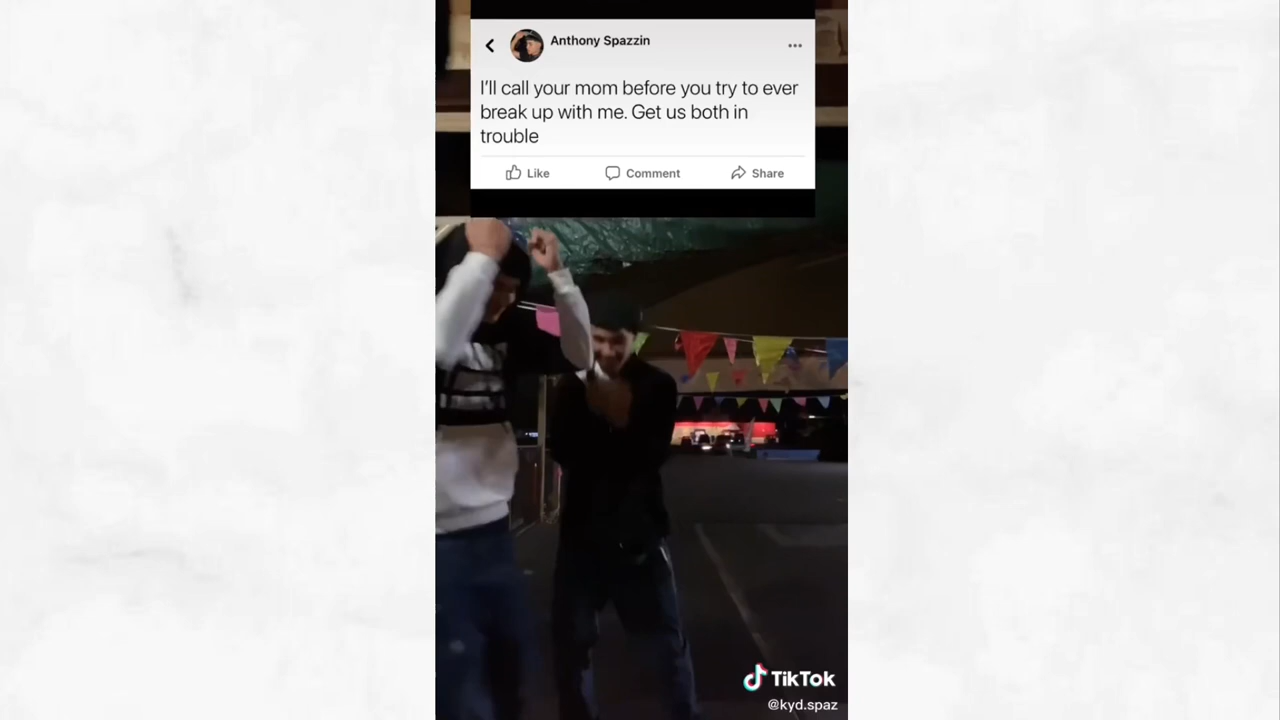 Anthony Spazzin
I’ll call your mom before you try to ever
break up with me. Get us both in
trouble
Like
Comment
Share
TikTok
@kyd.spaz